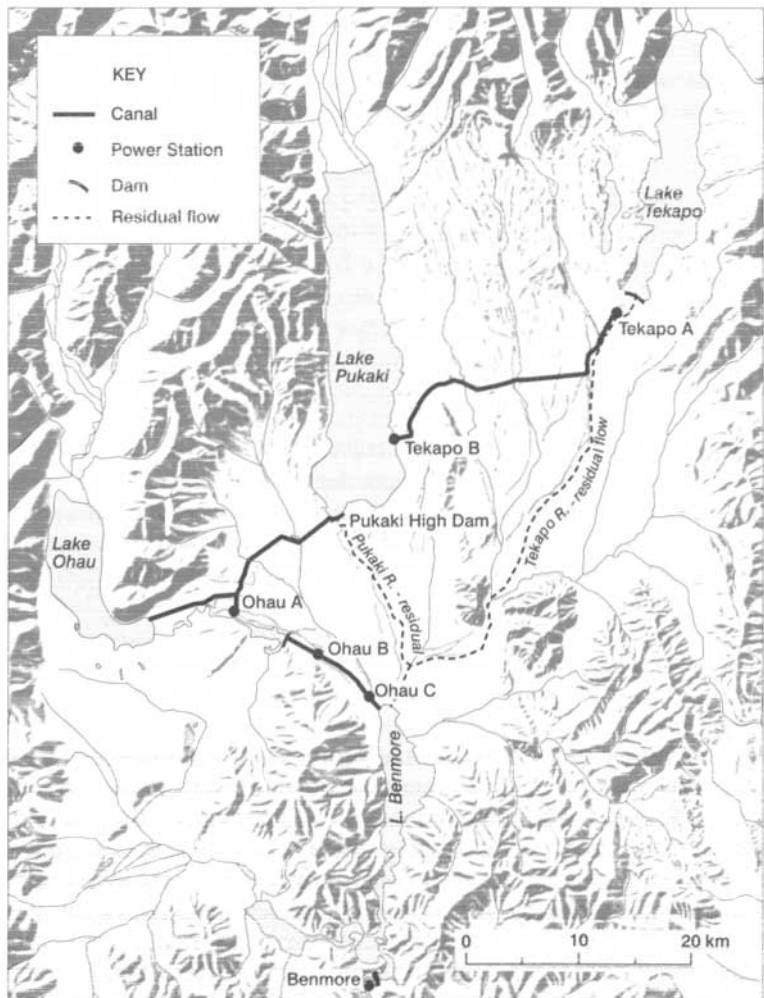 KEY
Canal
Power Station
Dam
Residual flow
Lake
Tekapo
Tekapo A
Lake
Pukaki
Tekapo B
Tekapo R. - residual flow
Pukaki High Dam
Lake
Ohau
Pukaki R. - residual
Ohau A
Ohau B
Ohau C
L. Benmore
0 10 20 km
Benmore